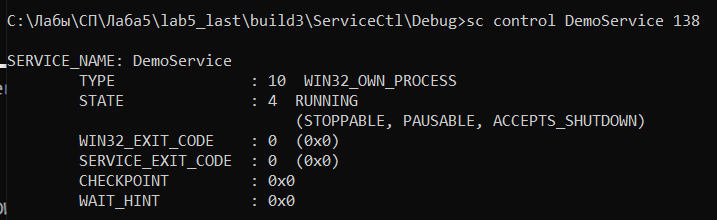 C:\Лабы\СП\Лаба5\lab5_last\build3\ServiceCtl\Debug>sc control DemoService 138
SERVICE_NAME: DemoService
TYPE : 10 WIN32_OWN_PROCESS
STATE : 4 RUNNING
(STOPPABLE, PAUSABLE, ACCEPTS_SHUTDOWN)
WIN32_EXIT_CODE : 0 (0x0)
SERVICE_EXIT_CODE : 0 (0x0)
CHECKPOINT : 0x0
WAIT_HINT : 0x0